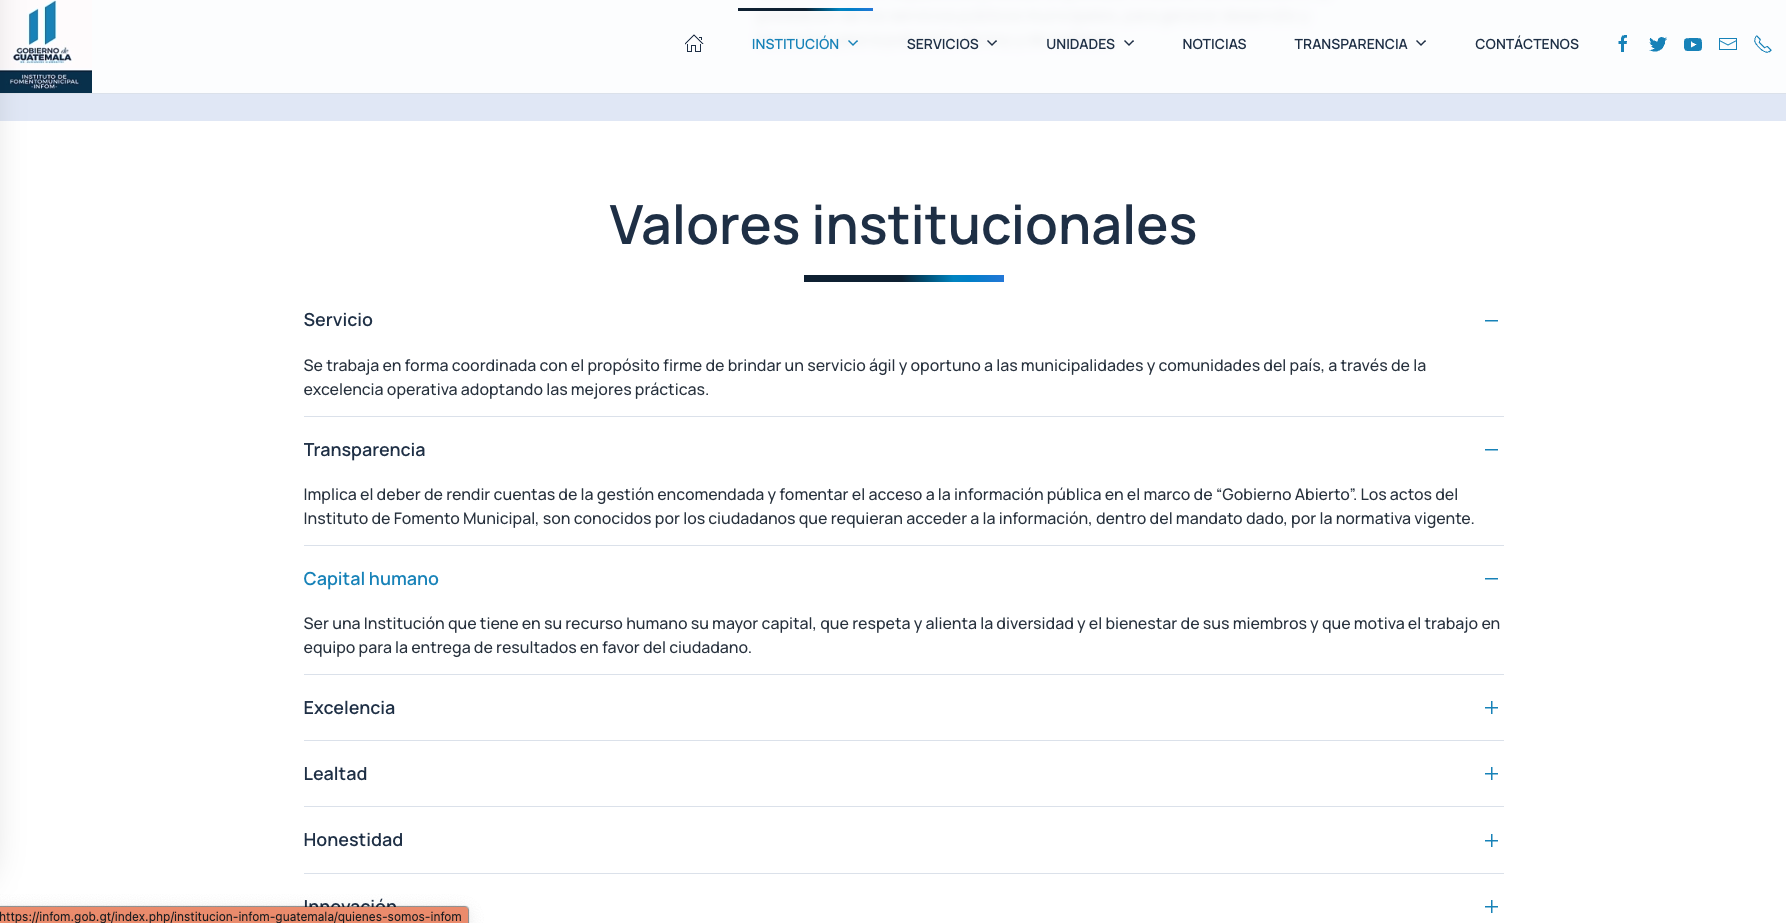 GOBIERNO de
GUATEMALA
INSTITUTO DE
FOMENTOMUNICIPAL
-INFOM-
INSTITUCIÓN
SERVICIOS
UNIDADES
NOTICIAS
TRANSPARENCIA
CONTÁCTENOS
Valores institucionales
Servicio
Se trabaja en forma coordinada con el propósito firme de brindar un servicio ágil y oportuno a las municipalidades y comunidades del país, a través de la
excelencia operativa adoptando las mejores prácticas.
Transparencia
Implica el deber de rendir cuentas de la gestión encomendada y fomentar el acceso a la información pública en el marco de “Gobierno Abierto”. Los actos del
Instituto de Fomento Municipal, son conocidos por los ciudadanos que requieran acceder a la información, dentro del mandato dado, por la normativa vigente.
Capital humano
Ser una Institución que tiene en su recurso humano su mayor capital, que respeta y alienta la diversidad y el bienestar de sus miembros y que motiva el trabajo en
equipo para la entrega de resultados en favor del ciudadano.
Excelencia
Lealtad
Honestidad
Innovación
https://infom.gob.gt/index.php/institucion-infom-guatemala/quienes-somos-infom